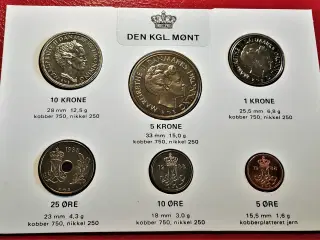 DEN KGL. MØNT
10 KRONE
28 mm 12,5 g
kobber 750, nikkel 250
5 KRONE
33 mm 15,0 g
kobber 750, nikkel 250
1 KRONE
25,5 mm 6,8 g
kobber 750, nikkel 250
25 ØRE
23 mm 4,3 g
kobber 750, nikkel 250
10 ØRE
18 mm 3,0 g
kobber 750, nikkel 250
5 ØRE
15,5 mm 1,6 g
kobberplatteret jern